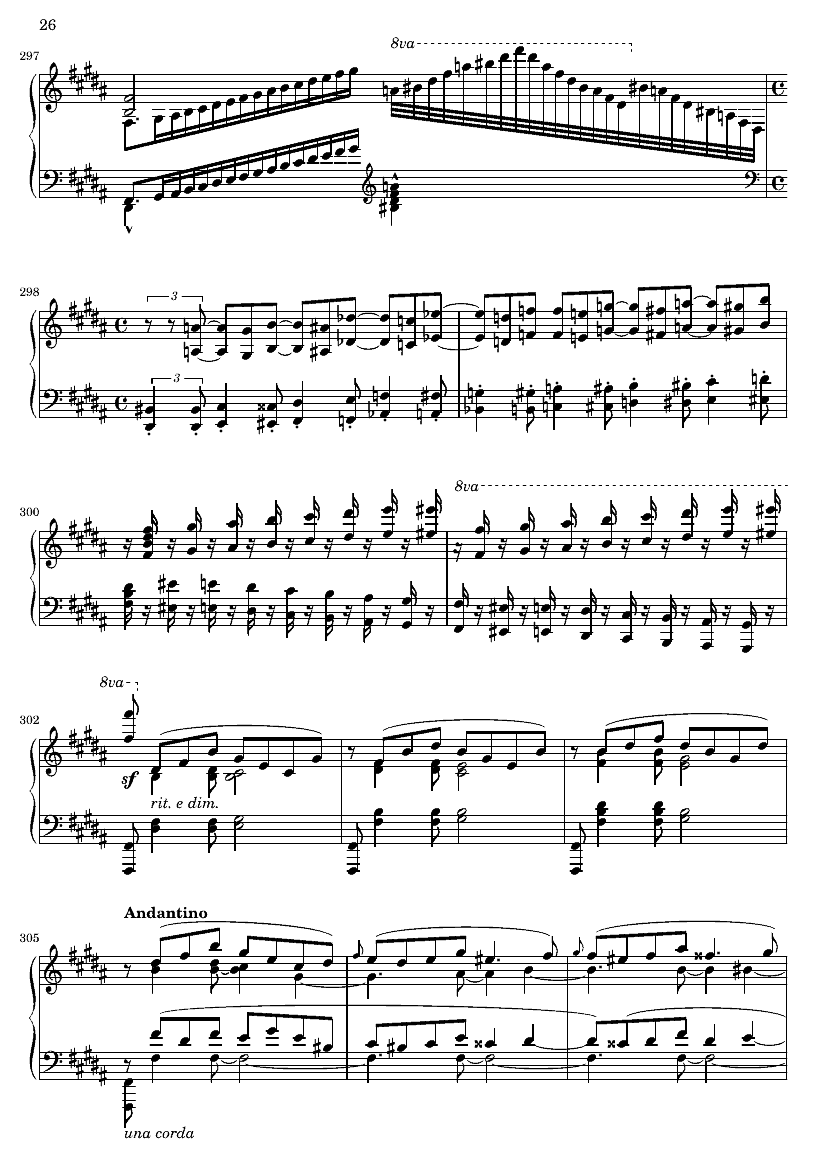 26
297
8va
298
3
3
300
8va
8va
302
sf
rit. e dim.
Andantino
305
una corda